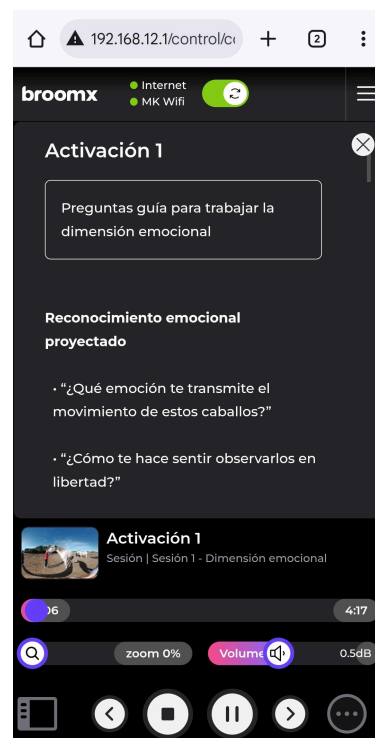 192.168.12.1/control/c
2
broomx
Internet
MK Wifi
Activación 1
Preguntas guía para trabajar la
dimensión emocional
Reconocimiento emocional
proyectado
• “¿Qué emoción te transmite el
movimiento de estos caballos?”
• “¿Cómo te hace sentir observarlos en
libertad?”
Activación 1
Sesión | Sesión 1 - Dimensión emocional
4:17
zoom 0%
Volume
0.5dB